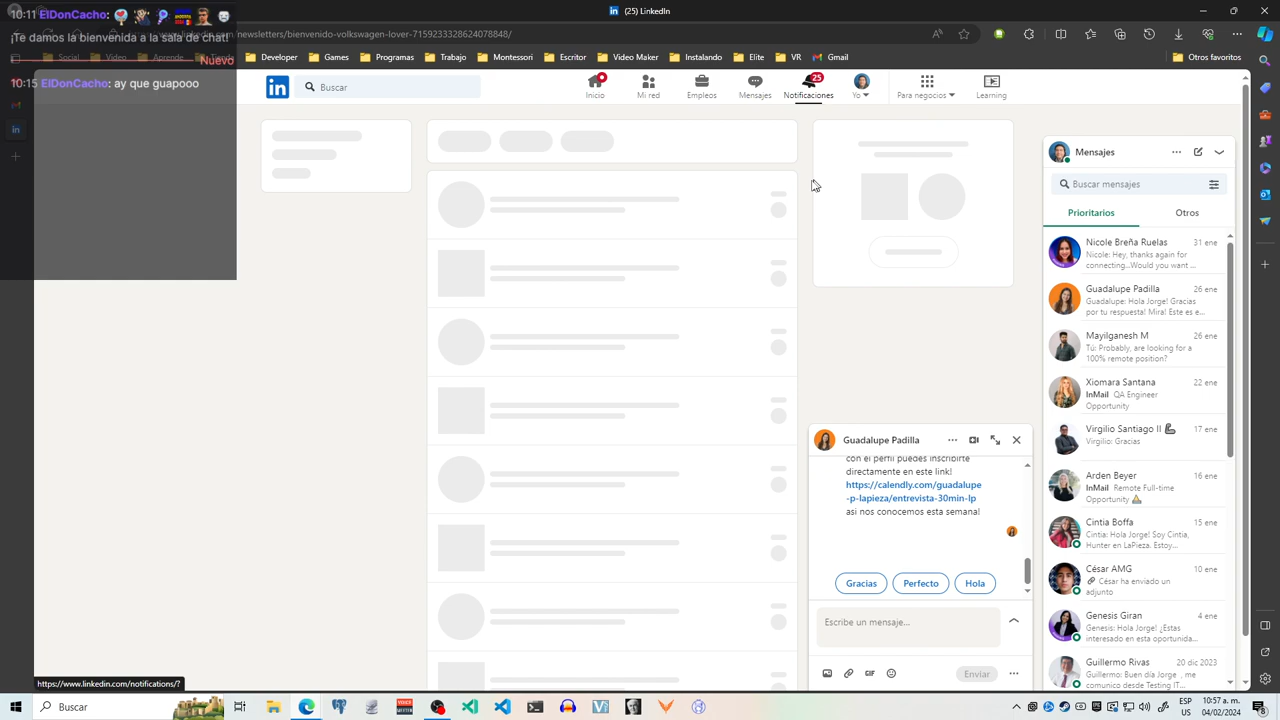 10:11 ElDonCacho:
¡Te damos la bienvenida a la sala de chat!
Nuevo
10:15 ElDonCacho: ay que guapooo
(25) LinkedIn
/newsletters/bienvenido-volkswagen-lover-7159233328624078848/
Social
Video
Bancos
Developer
Games
Programas
Trabajo
Montessori
Escritor
Video Mujer
Instalando
Elite
VR
Gmail
Otros favoritos
in
Buscar
Inicio
Mi red
Empleos
Mensajes
25
Notificaciones
Yo
Para negocios
Learning
Mensajes
Buscar mensajes
Prioritarios
Otros
Nicole Breña Ruelas
31 ene
Nicole: Hey, thanks again for
connecting...Would you want ...
Guadalupe Padilla
26 ene
Guadalupe: Hola Jorge! Gracias
por tu respuesta! Mira! Este es e...
Mayilganesh M
26 ene
Tú: Probably, are looking for a
100% remote position?
Xiomara Santana
22 ene
InMail QA Engineer
Opportunity
Virgilio Santiago II
17 ene
Virgilio: Gracias
Arden Beyer
16 ene
InMail Remote Full-time
Opportunity
Cintia Boffa
15 ene
Cintia: Hola Jorge! Soy Cintia,
Hunter en LaPieza. Estoy...
César AMG
10 ene
César ha enviado un
adjunto
Genesis Giran
4 ene
Genesis: Hola Jorge! ¿Estas
interesado en esta oportunida...
Guillermo Rivas
20 dic 2023
Guillermo: Buen día Jorge , me
comunico desde Testing IT...
Guadalupe Padilla
con el perfil puedes inscribirte
directamente en este link!
https://calendly.com/guadalupe
-p-lapieza/entrevista-30min-lp
asi nos conocemos esta semana!
Gracias
Perfecto
Hola
Escribe un mensaje...
GIF
Enviar
https://www.linkedin.com/notifications/?
Buscar
ESP
US
10:57 a. m.
04/02/2024